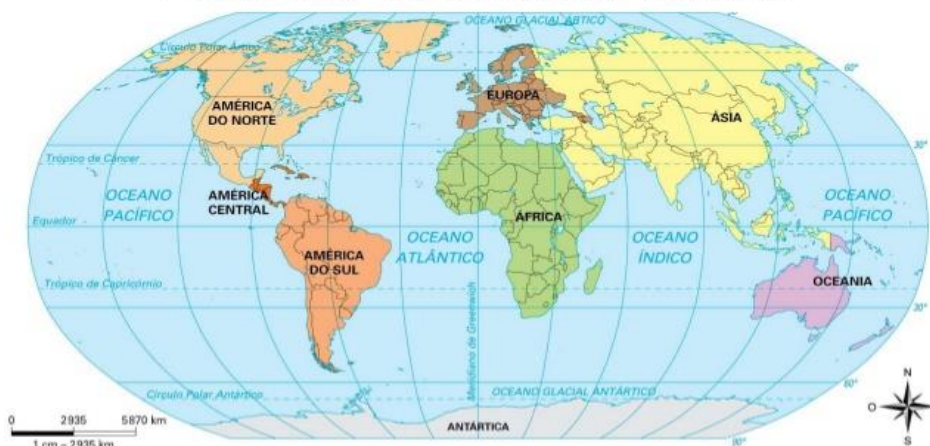 OCEANO GLACIAL ÁRTICO
Círculo Polar Ártico
60°
EUROPA
AMÉRICA
DO NORTE
ÁSIA
30°
Trópico de Câncer
OCEANO
PACÍFICO
AMÉRICA
CENTRAL
ÁFRICA
OCEANO
PACÍFICO
Equador
OCEANO
ATLÂNTICO
OCEANO
ÍNDICO
AMÉRICA
DO SUL
OCEANIA
Trópico de Capricórnio
30°
Meridiano de Greenwich
60°
Círculo Polar Antártico
OCEANO GLACIAL ANTÁRTICO
N
O
S
0 2935 5870 km
1 cm – 2935 km
ANTÁRTICA
90°